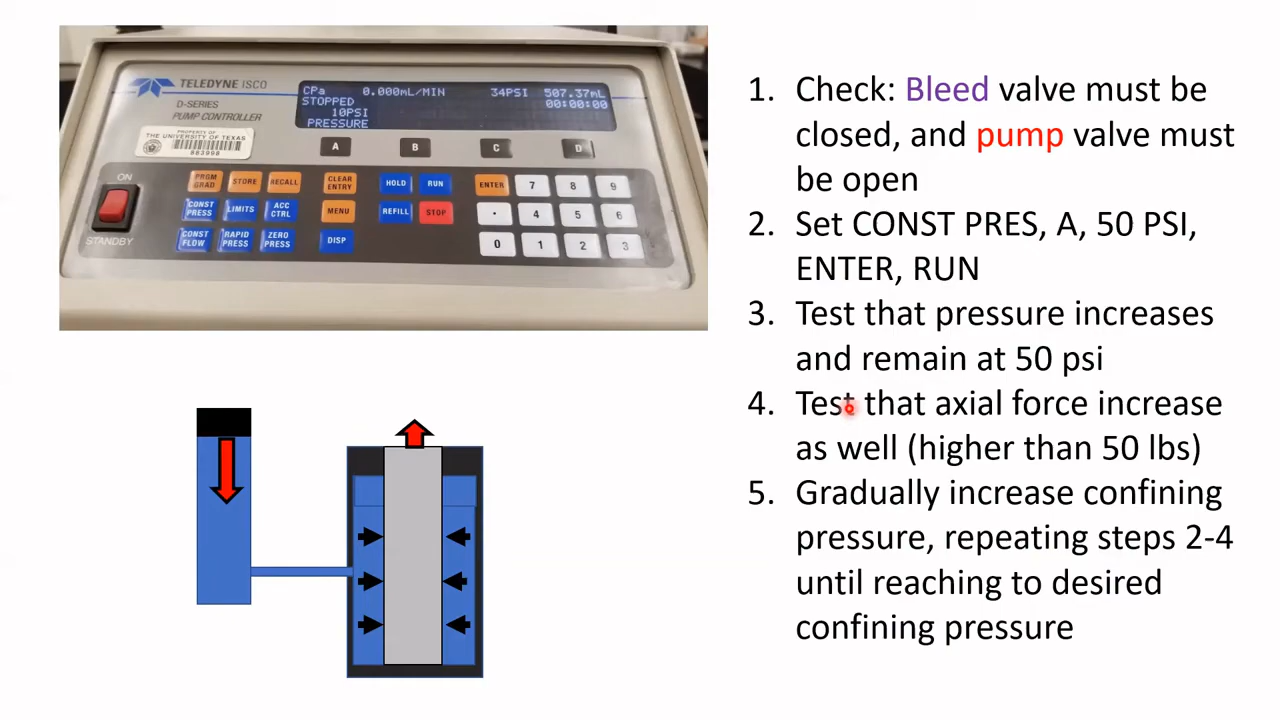 TELEDYNE ISCO
D-SERIES
PUMP CONTROLLER
PROPERTY OF
THE UNIVERSITY OF TEXAS
883998
CPa 0.000mL/MIN 34PSI 507.37mL
STOPPED 00:00:00
10PSI
PRESSURE
A B C D
ON
STANDBY
PRGM GRAD STORE RECALL CLEAR ENTRY HOLD RUN ENTER 7 8 9
CONST PRESS LIMITS ACC CTRL MENU REFILL STOP . 4 5 6
CONST FLOW RAPID PRESS ZERO PRESS DISP 0 1 2 3
1. Check: Bleed valve must be
closed, and pump valve must
be open
2. Set CONST PRES, A, 50 PSI,
ENTER, RUN
3. Test that pressure increases
and remain at 50 psi
4. Test that axial force increase
as well (higher than 50 lbs)
5. Gradually increase confining
pressure, repeating steps 2-4
until reaching to desired
confining pressure